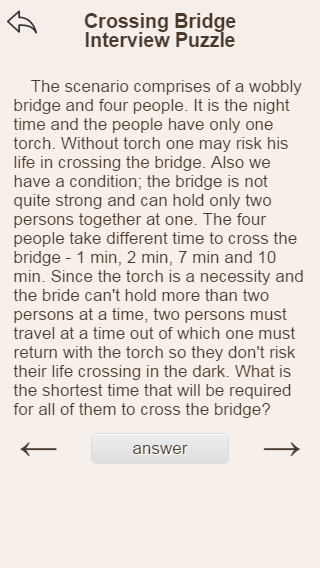 Crossing Bridge
Interview Puzzle
The scenario comprises of a wobbly
bridge and four people. It is the night
time and the people have only one
torch. Without torch one may risk his
life in crossing the bridge. Also we
have a condition; the bridge is not
quite strong and can hold only two
persons together at one. The four
people take different time to cross the
bridge - 1 min, 2 min, 7 min and 10
min. Since the torch is a necessity and
the bride can't hold more than two
persons at a time, two persons must
travel at a time out of which one must
return with the torch so they don't risk
their life crossing in the dark. What is
the shortest time that will be required
for all of them to cross the bridge?
answer